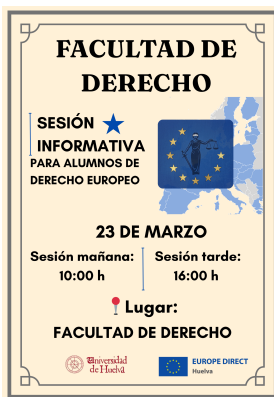 FACULTAD DE
DERECHO
SESIÓN
INFORMATIVA
PARA ALUMNOS DE
DERECHO EUROPEO
23 DE MARZO
Sesión mañana:
10:00 h
Sesión tarde:
16:00 h
Lugar:
FACULTAD DE DERECHO
Universidad
de Huelva
EUROPE DIRECT
Huelva